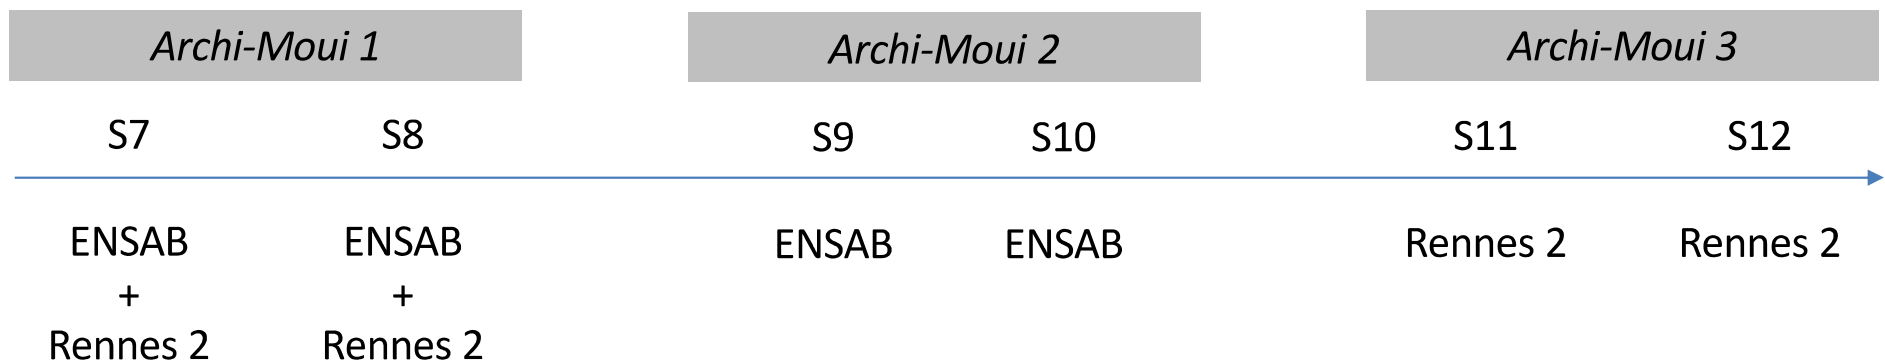 Archi-Moui 1 Archi-Moui 2 Archi-Moui 3
S7 S8 S9 S10 S11 S12
ENSAB ENSAB ENSAB ENSAB Rennes 2 Rennes 2
+ +
Rennes 2 Rennes 2